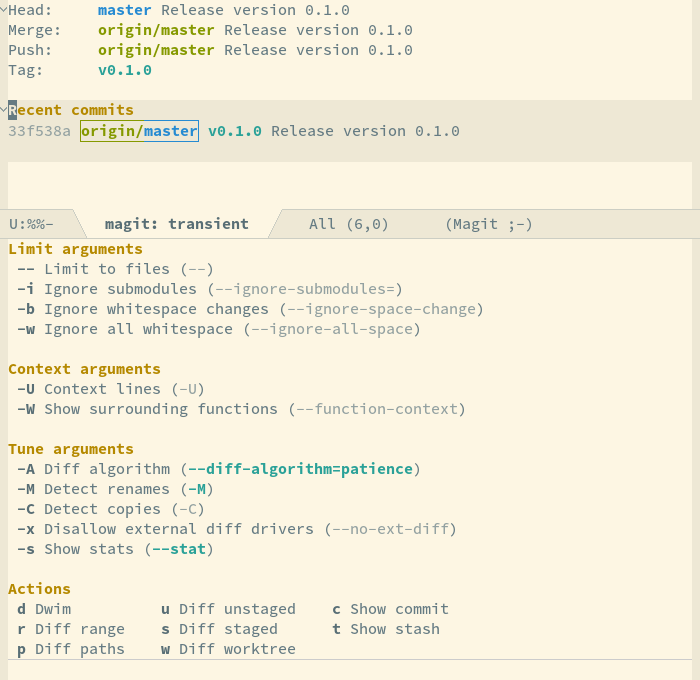 Head:     master Release version 0.1.0
Merge:    origin/master Release version 0.1.0
Push:     origin/master Release version 0.1.0
Tag:      v0.1.0
Recent commits
33f538a origin/master v0.1.0 Release version 0.1.0
U:%%-   magit: transient   All (6,0)   (Magit ;-)
Limit arguments
-- Limit to files (--)
-i Ignore submodules (--ignore-submodules=)
-b Ignore whitespace changes (--ignore-space-change)
-w Ignore all whitespace (--ignore-all-space)
Context arguments
-U Context lines (-U)
-W Show surrounding functions (--function-context)
Tune arguments
-A Diff algorithm (--diff-algorithm=patience)
-M Detect renames (-M)
-C Detect copies (-C)
-x Disallow external diff drivers (--no-ext-diff)
-s Show stats (--stat)
Actions
d Dwim          u Diff unstaged    c Show commit
r Diff range    s Diff staged      t Show stash
p Diff paths    w Diff worktree